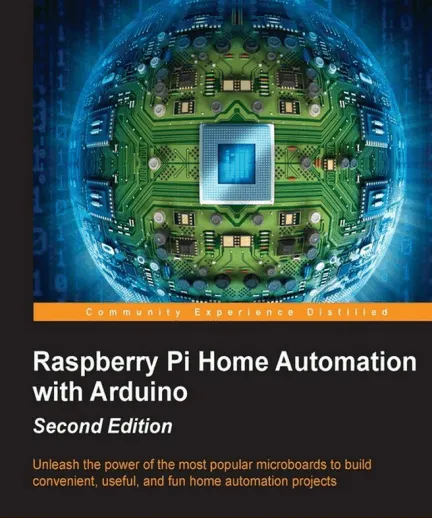 Community Experience Distilled
Raspberry Pi Home Automation
with Arduino
Second Edition
Unleash the power of the most popular microboards to build
convenient, useful, and fun home automation projects